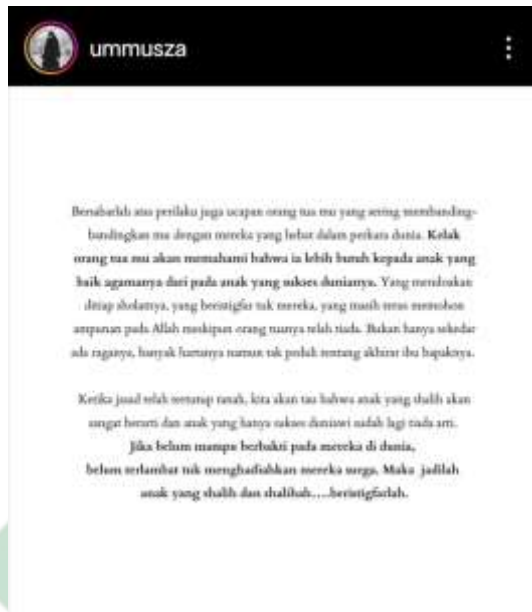 ummusza
Bersabarlah atas perilaku juga ucapan orang tua mu yang sering membanding-
bandingkan mu dengan mereka yang hebat dalam perkara dunia. Kelak
orang tua mu akan memahami bahwa ia lebih butuh kepada anak yang
baik agamanya dari pada anak yang sukses dunianya. Yang mendoakan
ditiap sholatnya, yang beristigfar tuk mereka, yang masih terus memohon
ampunan pada Allah meskipun orang tuanya telah tiada. Bukan hanya sekedar
ada raganya, banyak hartanya namun tak peduli tentang akhirat ibu bapaknya.
Ketika jasad telah tertutup tanah, kita akan tau bahwa anak yang shalih akan
sangat berarti dan anak yang hanya sukses duniawi sudah lagi tiada arti.
Jika belum mampu berbakti pada mereka di dunia,
belum terlambat tuk menghadiahkan mereka surga. Maka jadilah
anak yang shalih dan shalihah....beristigfarlah.